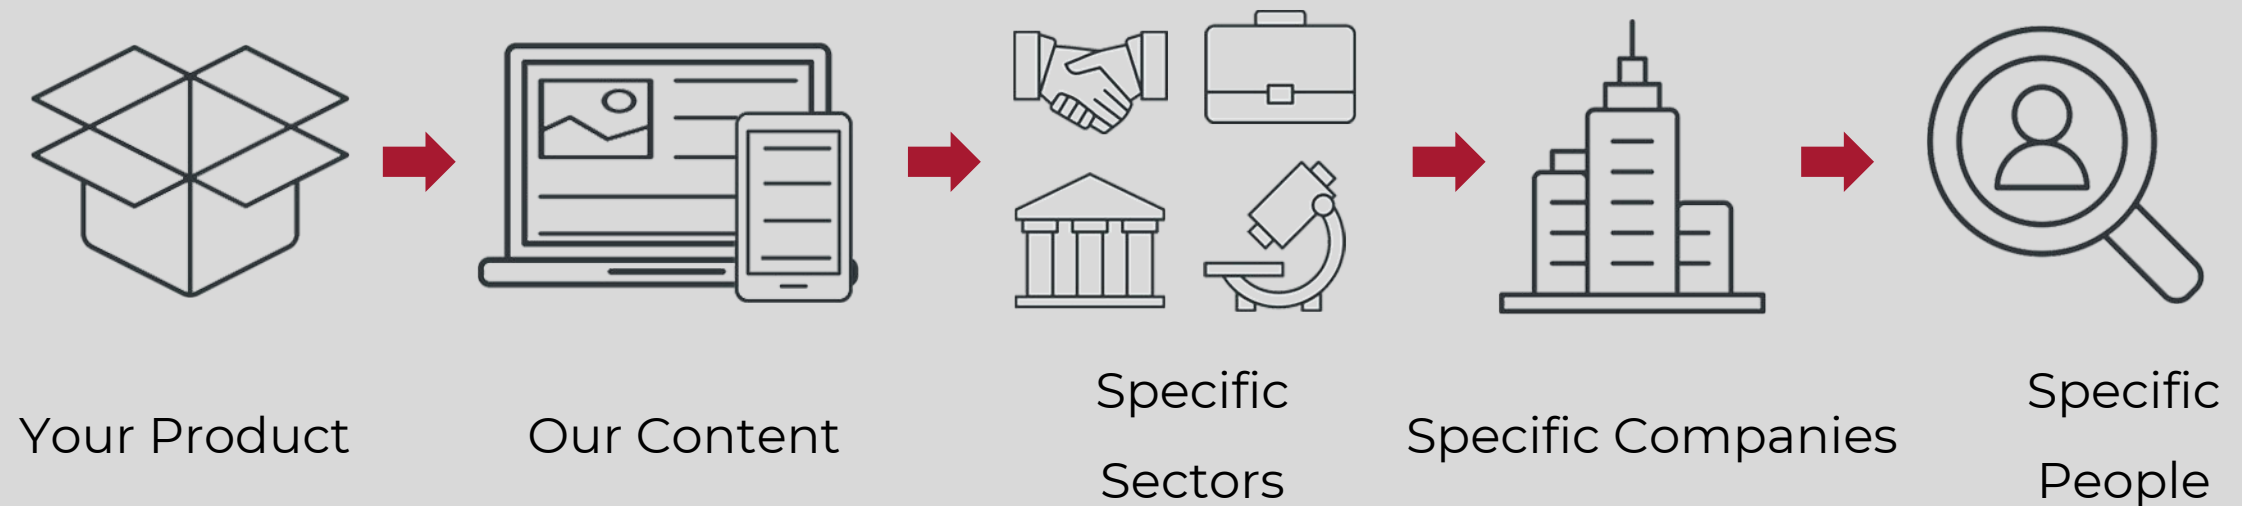 Your Product
Our Content
Specific
Sectors
Specific Companies
Specific
People